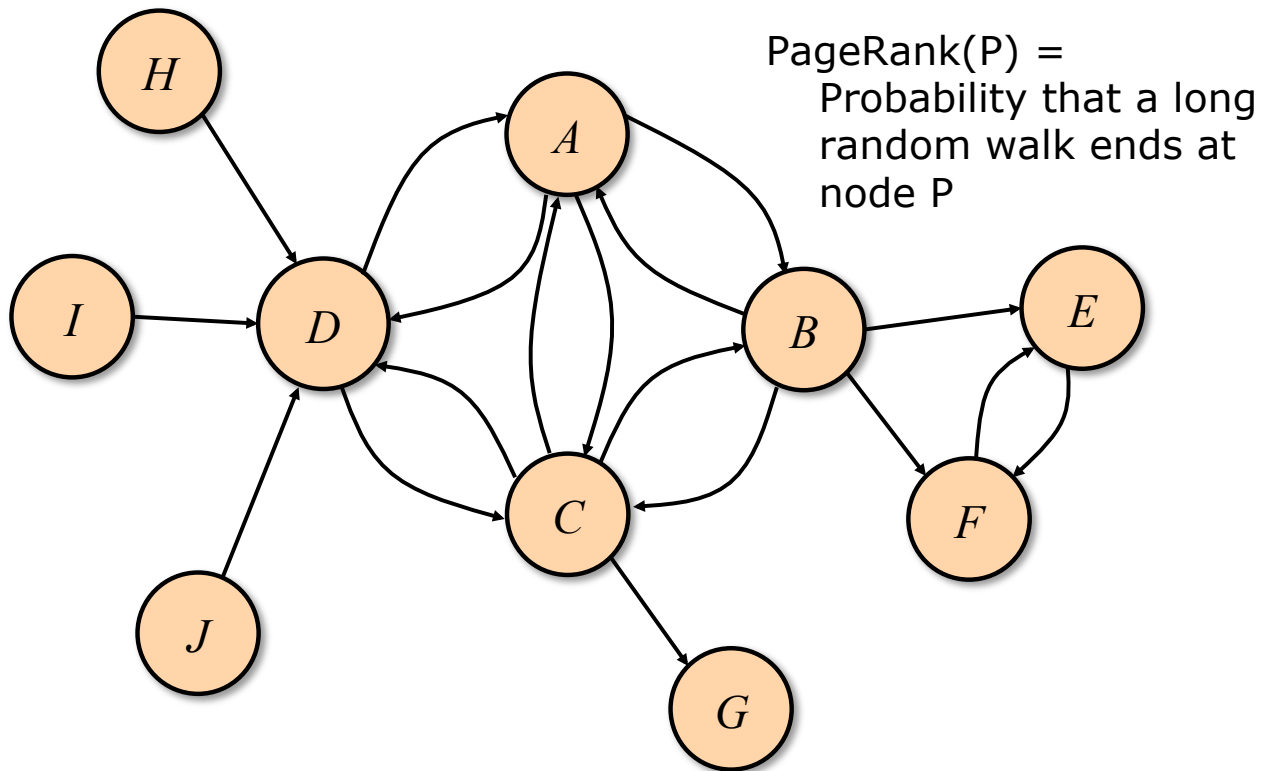 PageRank(P) =
Probability that a long
random walk ends at
node P
H
A
I
D
B
E
C
F
J
G